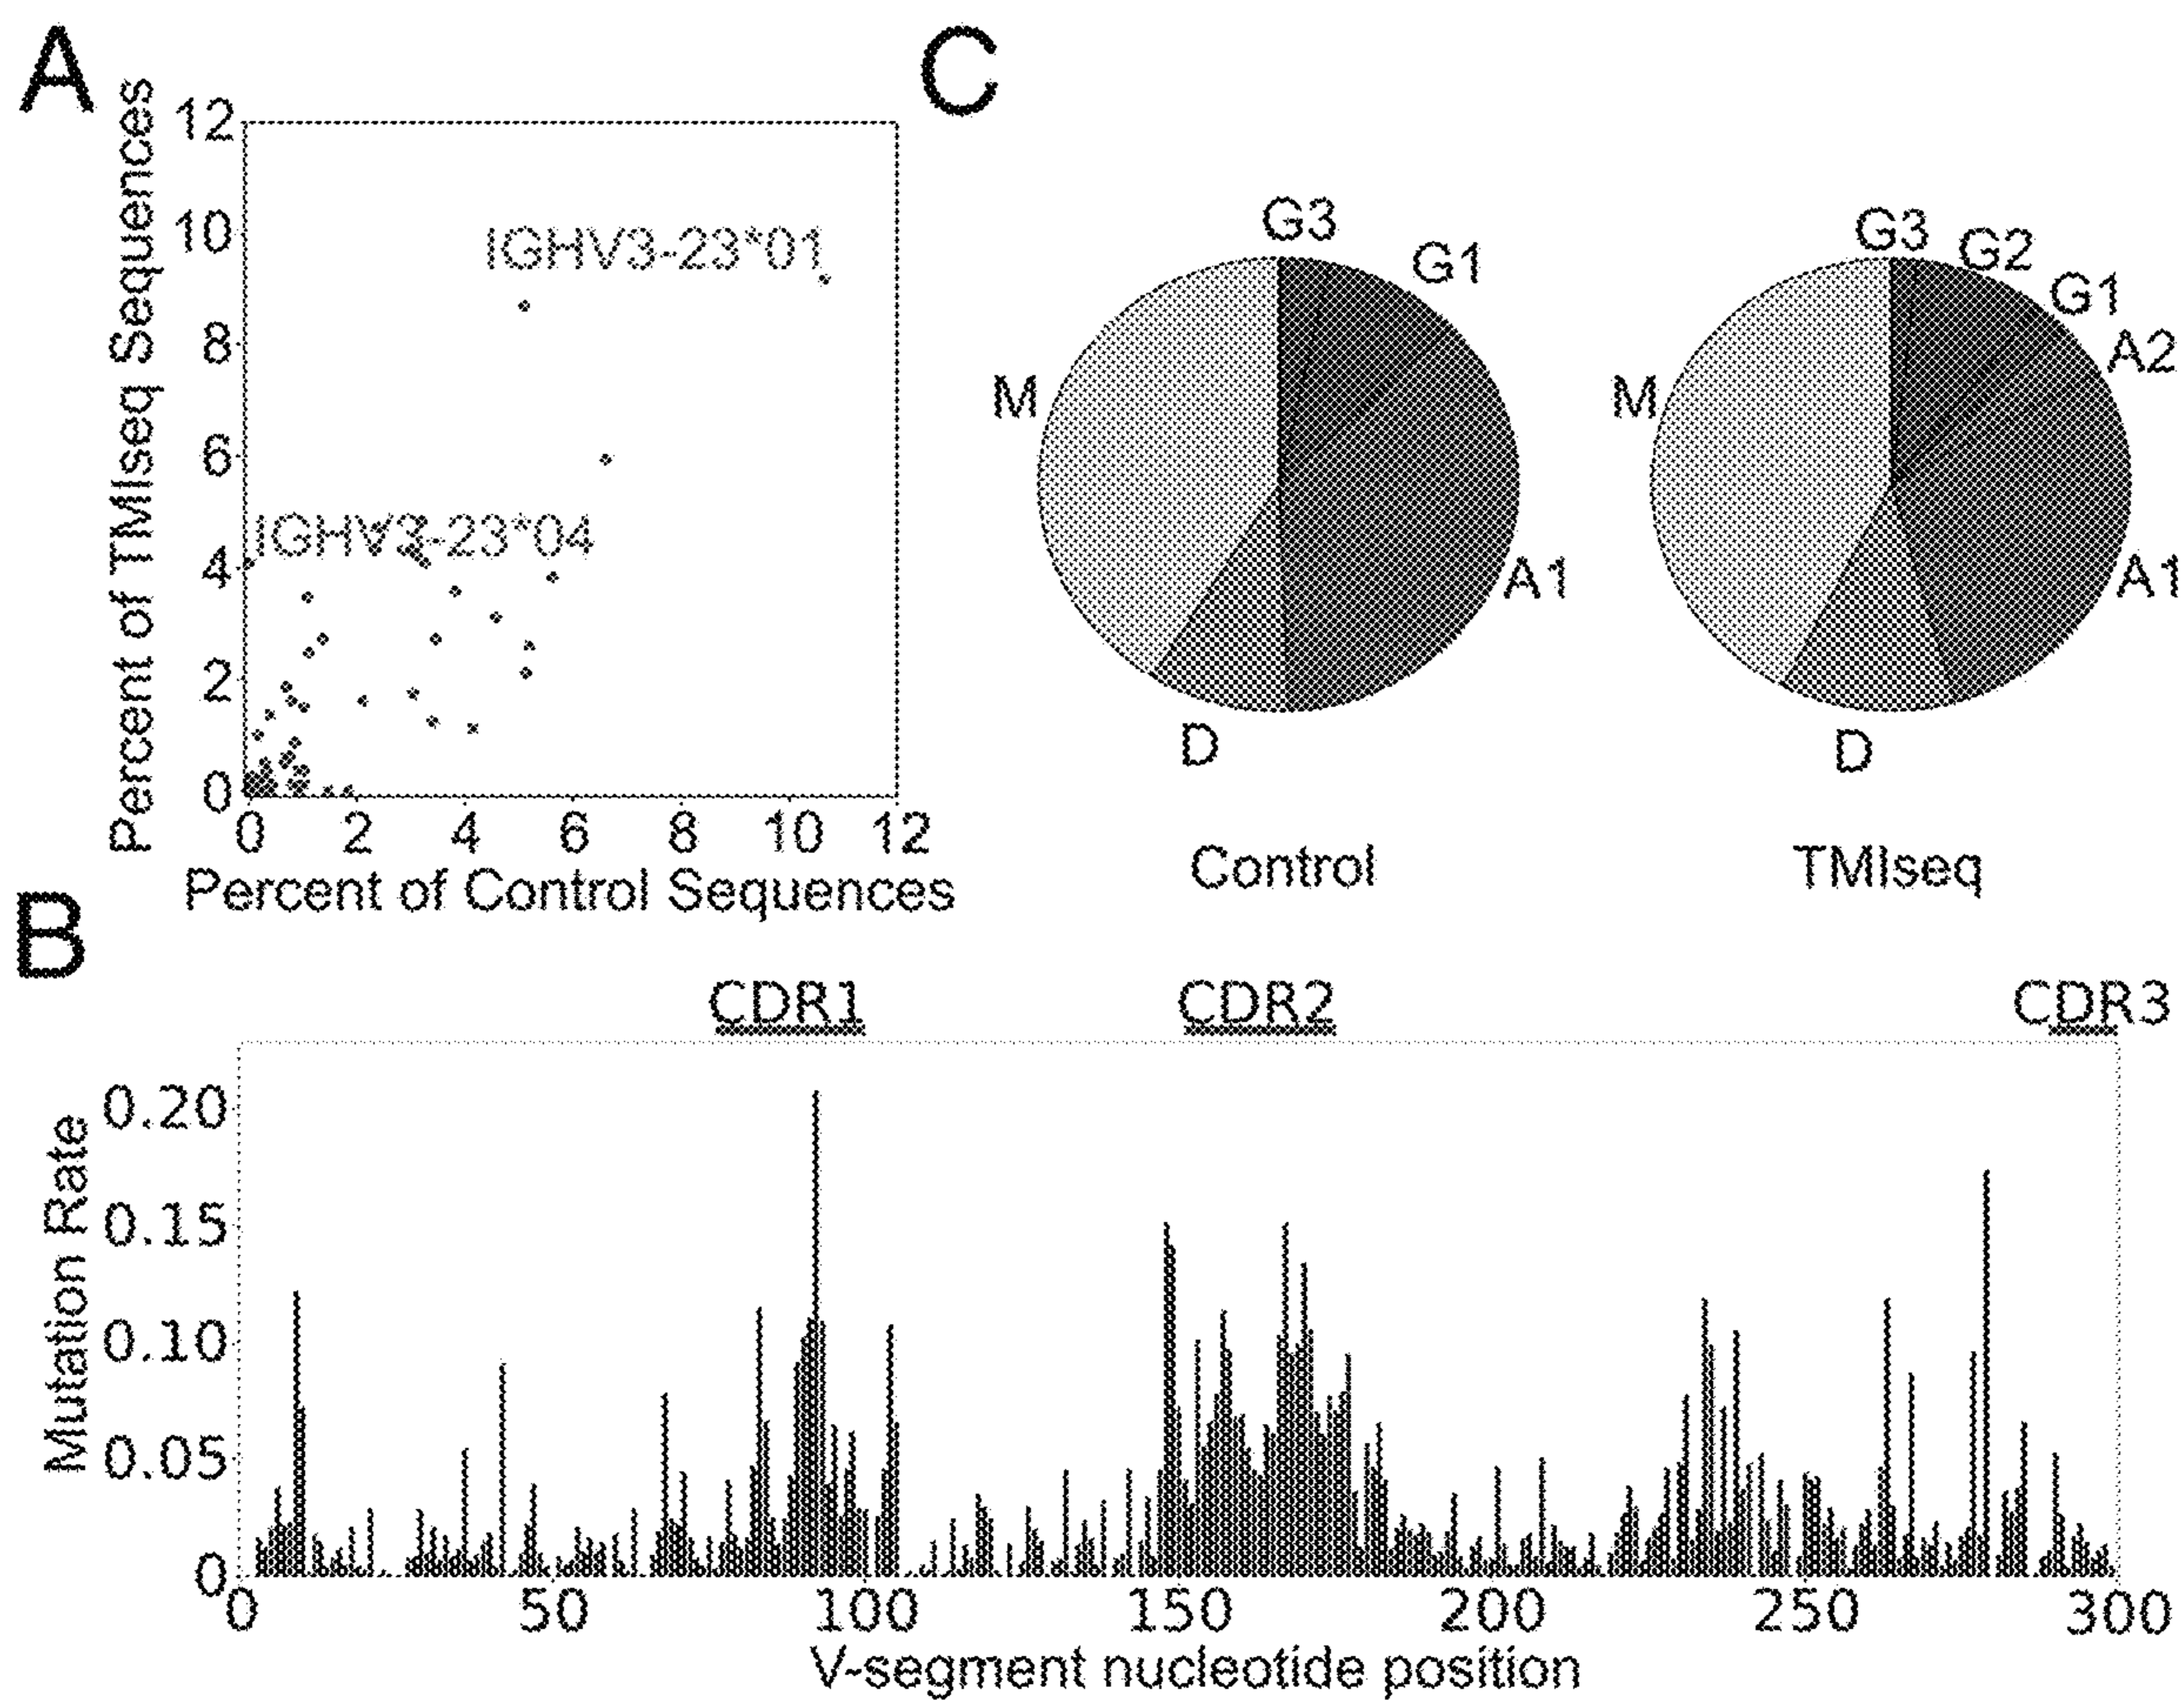 A
Percent of TMIseq Sequences
12
10
8
6
4
2
0
IGHV3-23*01
IGHV3-23*04
0 2 4 6 8 10 12
Percent of Control Sequences
C
G3
G1
A1
D
M
Control
G3
G2
G1
A2
A1
D
M
TMIseq
B
CDR1 CDR2 CDR3
Mutation Rate
0.20
0.15
0.10
0.05
0
0 50 100 150 200 250 300
V-segment nucleotide position